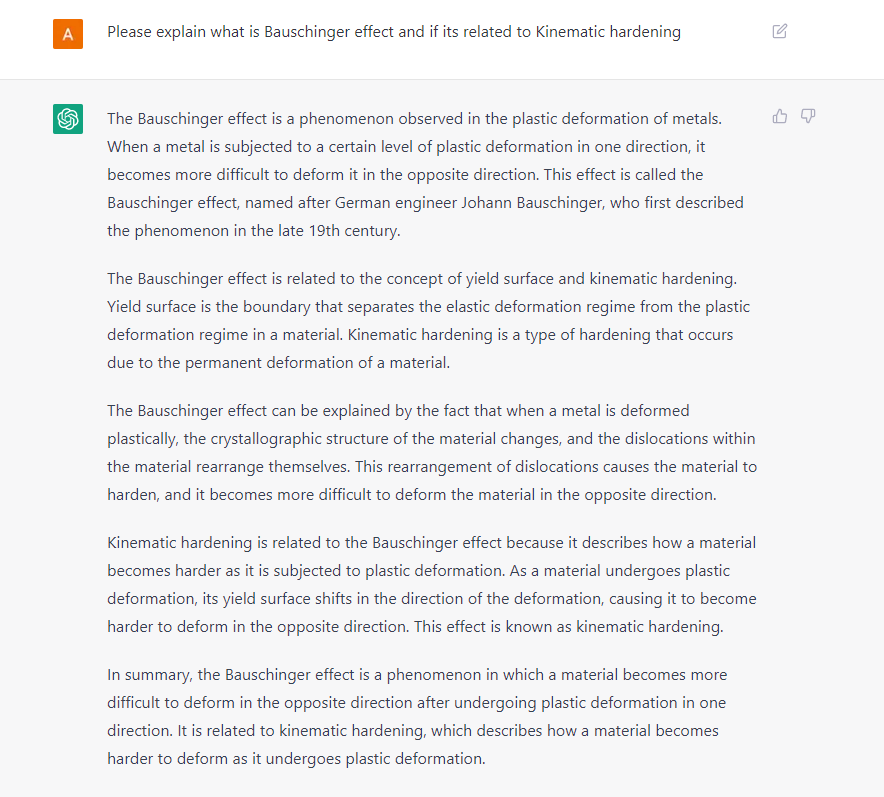 A
Please explain what is Bauschinger effect and if its related to Kinematic hardening
The Bauschinger effect is a phenomenon observed in the plastic deformation of metals.
When a metal is subjected to a certain level of plastic deformation in one direction, it
becomes more difficult to deform it in the opposite direction. This effect is called the
Bauschinger effect, named after German engineer Johann Bauschinger, who first described
the phenomenon in the late 19th century.
The Bauschinger effect is related to the concept of yield surface and kinematic hardening.
Yield surface is the boundary that separates the elastic deformation regime from the plastic
deformation regime in a material. Kinematic hardening is a type of hardening that occurs
due to the permanent deformation of a material.
The Bauschinger effect can be explained by the fact that when a metal is deformed
plastically, the crystallographic structure of the material changes, and the dislocations within
the material rearrange themselves. This rearrangement of dislocations causes the material to
harden, and it becomes more difficult to deform the material in the opposite direction.
Kinematic hardening is related to the Bauschinger effect because it describes how a material
becomes harder as it is subjected to plastic deformation. As a material undergoes plastic
deformation, its yield surface shifts in the direction of the deformation, causing it to become
harder to deform in the opposite direction. This effect is known as kinematic hardening.
In summary, the Bauschinger effect is a phenomenon in which a material becomes more
difficult to deform in the opposite direction after undergoing plastic deformation in one
direction. It is related to kinematic hardening, which describes how a material becomes
harder to deform as it undergoes plastic deformation.